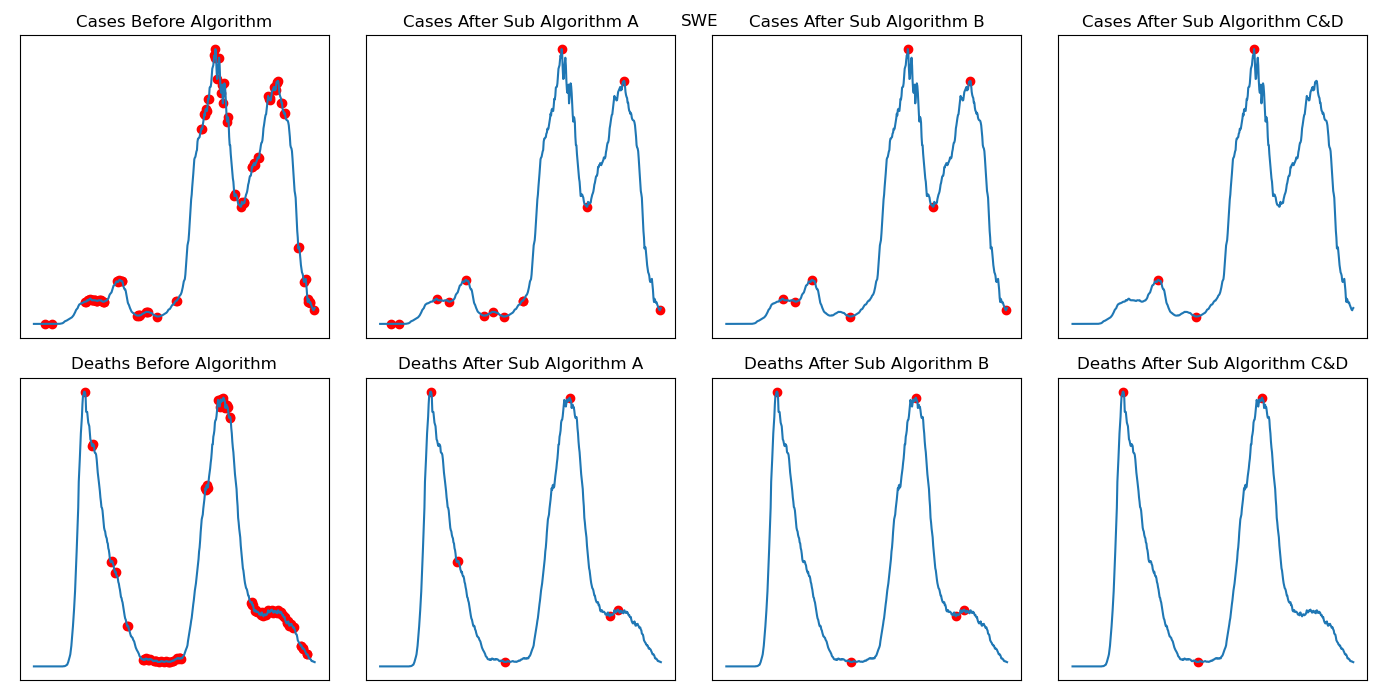 SWE
Cases Before Algorithm
Cases After Sub Algorithm A
Cases After Sub Algorithm B
Cases After Sub Algorithm C&D
Deaths Before Algorithm
Deaths After Sub Algorithm A
Deaths After Sub Algorithm B
Deaths After Sub Algorithm C&D